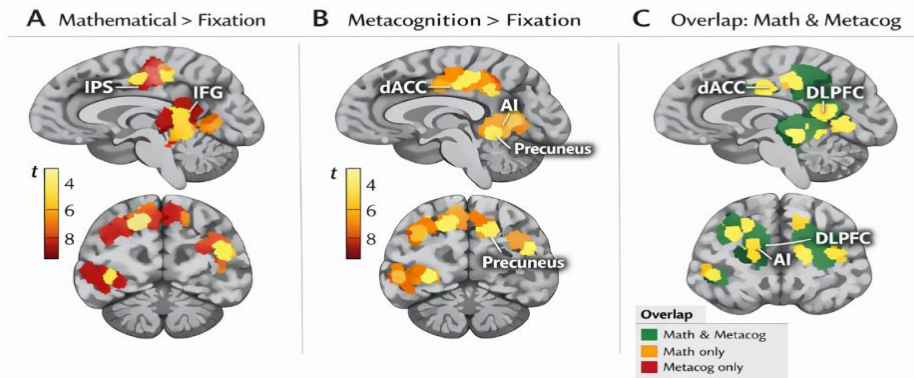 A Mathematical > Fixation
B Metacognition > Fixation
C Overlap: Math & Metacog
IPS
IFG
dACC
AI
Precuneus
dACC
DLPFC
t
4
6
8
t
4
6
8
Precuneus
DLPFC
AI
Overlap
Math & Metacog
Math only
Metacog only